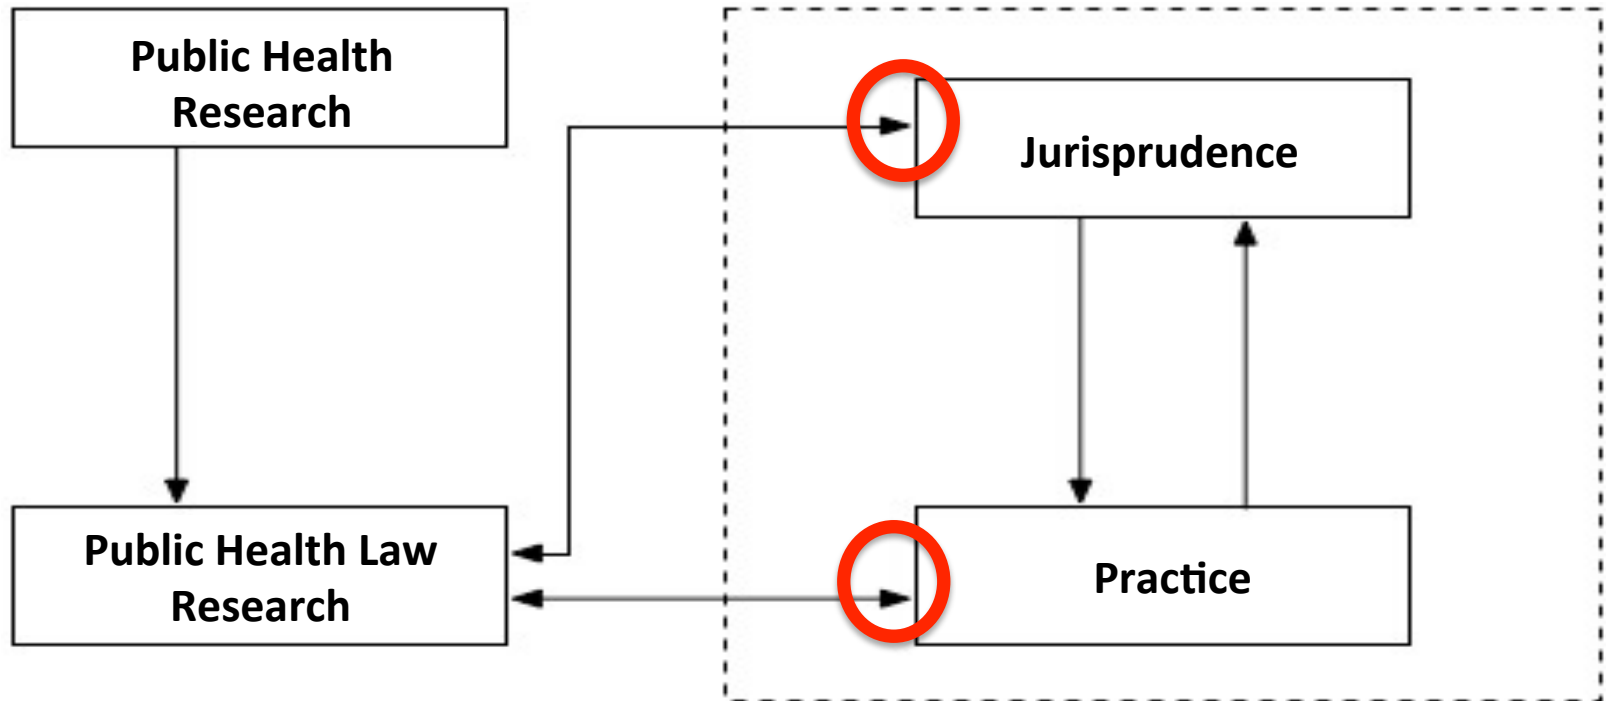 Public Health
Research
Jurisprudence
Public Health Law
Research
Practice